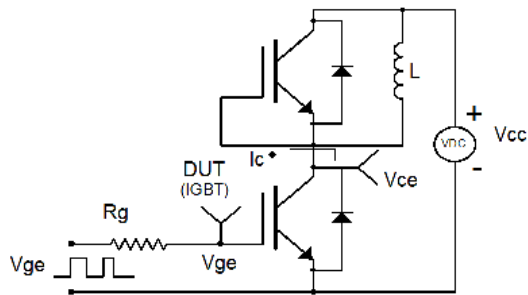 L
+
VDC
Vcc
-
Ic
DUT
(IGBT)
Vce
Rg
Vge
Vge